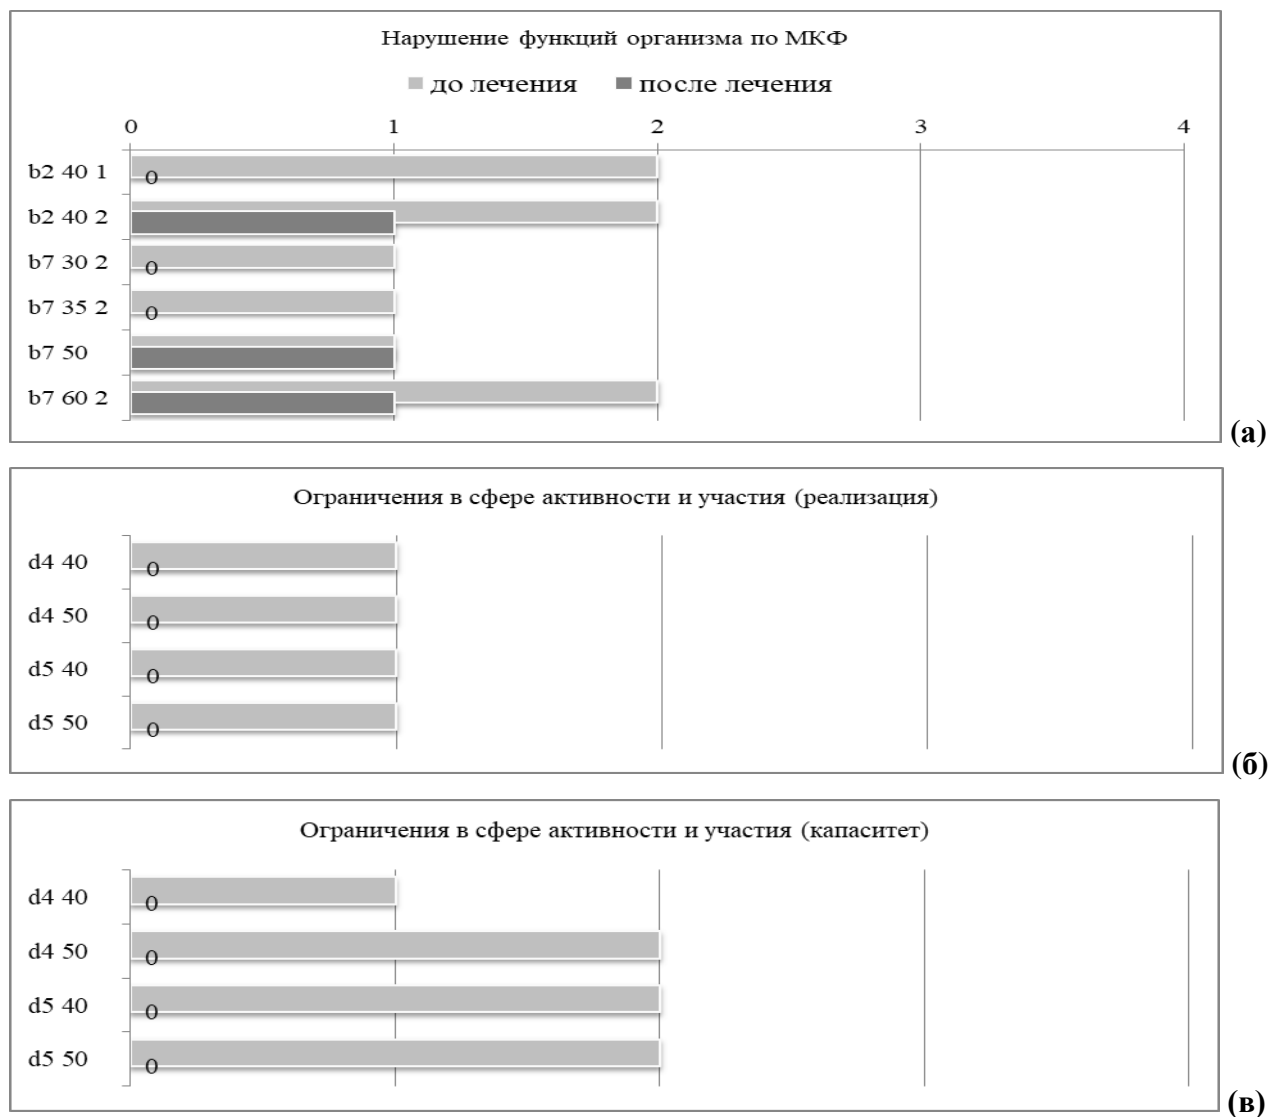 Нарушение функций организма по МКФ
до лечения после лечения
0 1 2 3 4
b2 40 1 0
b2 40 2
b7 30 2 0
b7 35 2 0
b7 50
b7 60 2
(а)
Ограничения в сфере активности и участия (реализация)
d4 40 0
d4 50 0
d5 40 0
d5 50 0
(б)
Ограничения в сфере активности и участия (капаситет)
d4 40 0
d4 50 0
d5 40 0
d5 50 0
(в)